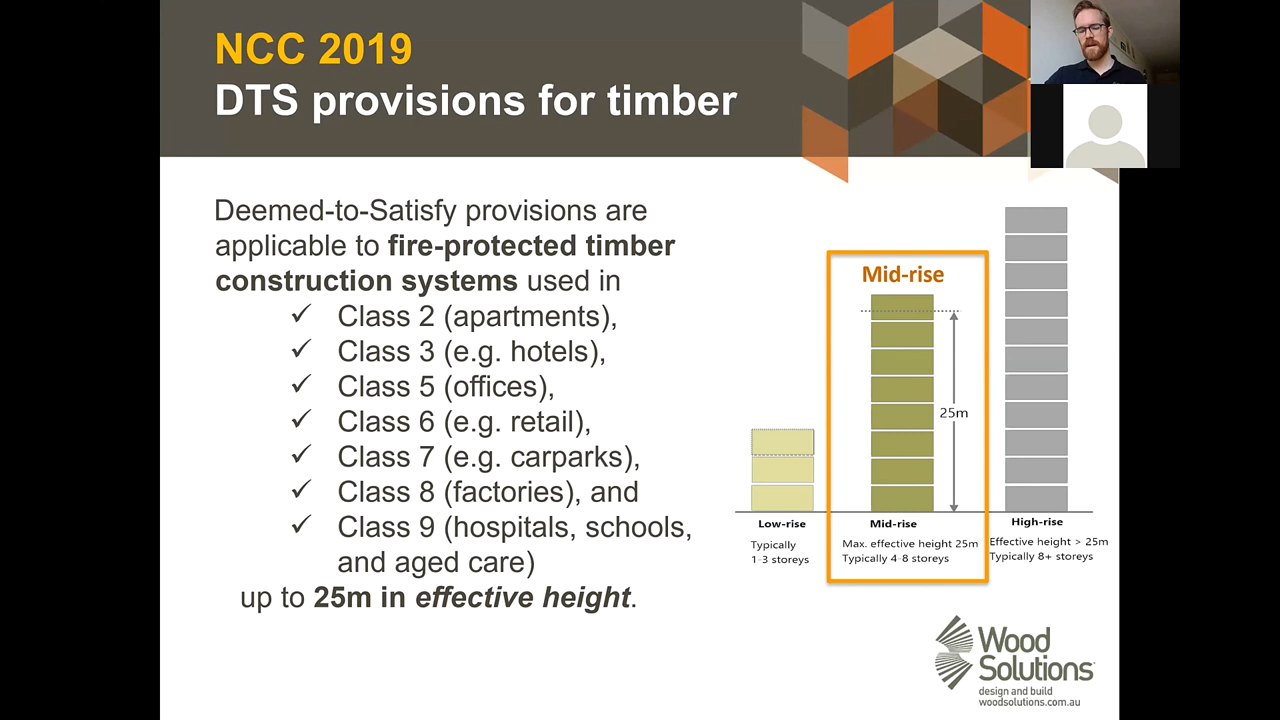 NCC 2019
DTS provisions for timber
Deemed-to-Satisfy provisions are
applicable to fire-protected timber
construction systems used in
✓ Class 2 (apartments),
✓ Class 3 (e.g. hotels),
✓ Class 5 (offices),
✓ Class 6 (e.g. retail),
✓ Class 7 (e.g. carparks),
✓ Class 8 (factories), and
✓ Class 9 (hospitals, schools,
and aged care)
up to 25m in effective height.
Mid-rise
25m
Low-rise
Typically
1-3 storeys
Mid-rise
Max. effective height 25m
Typically 4-8 storeys
High-rise
Effective height > 25m
Typically 8+ storeys
Wood
Solutions
design and build
woodsolutions.com.au